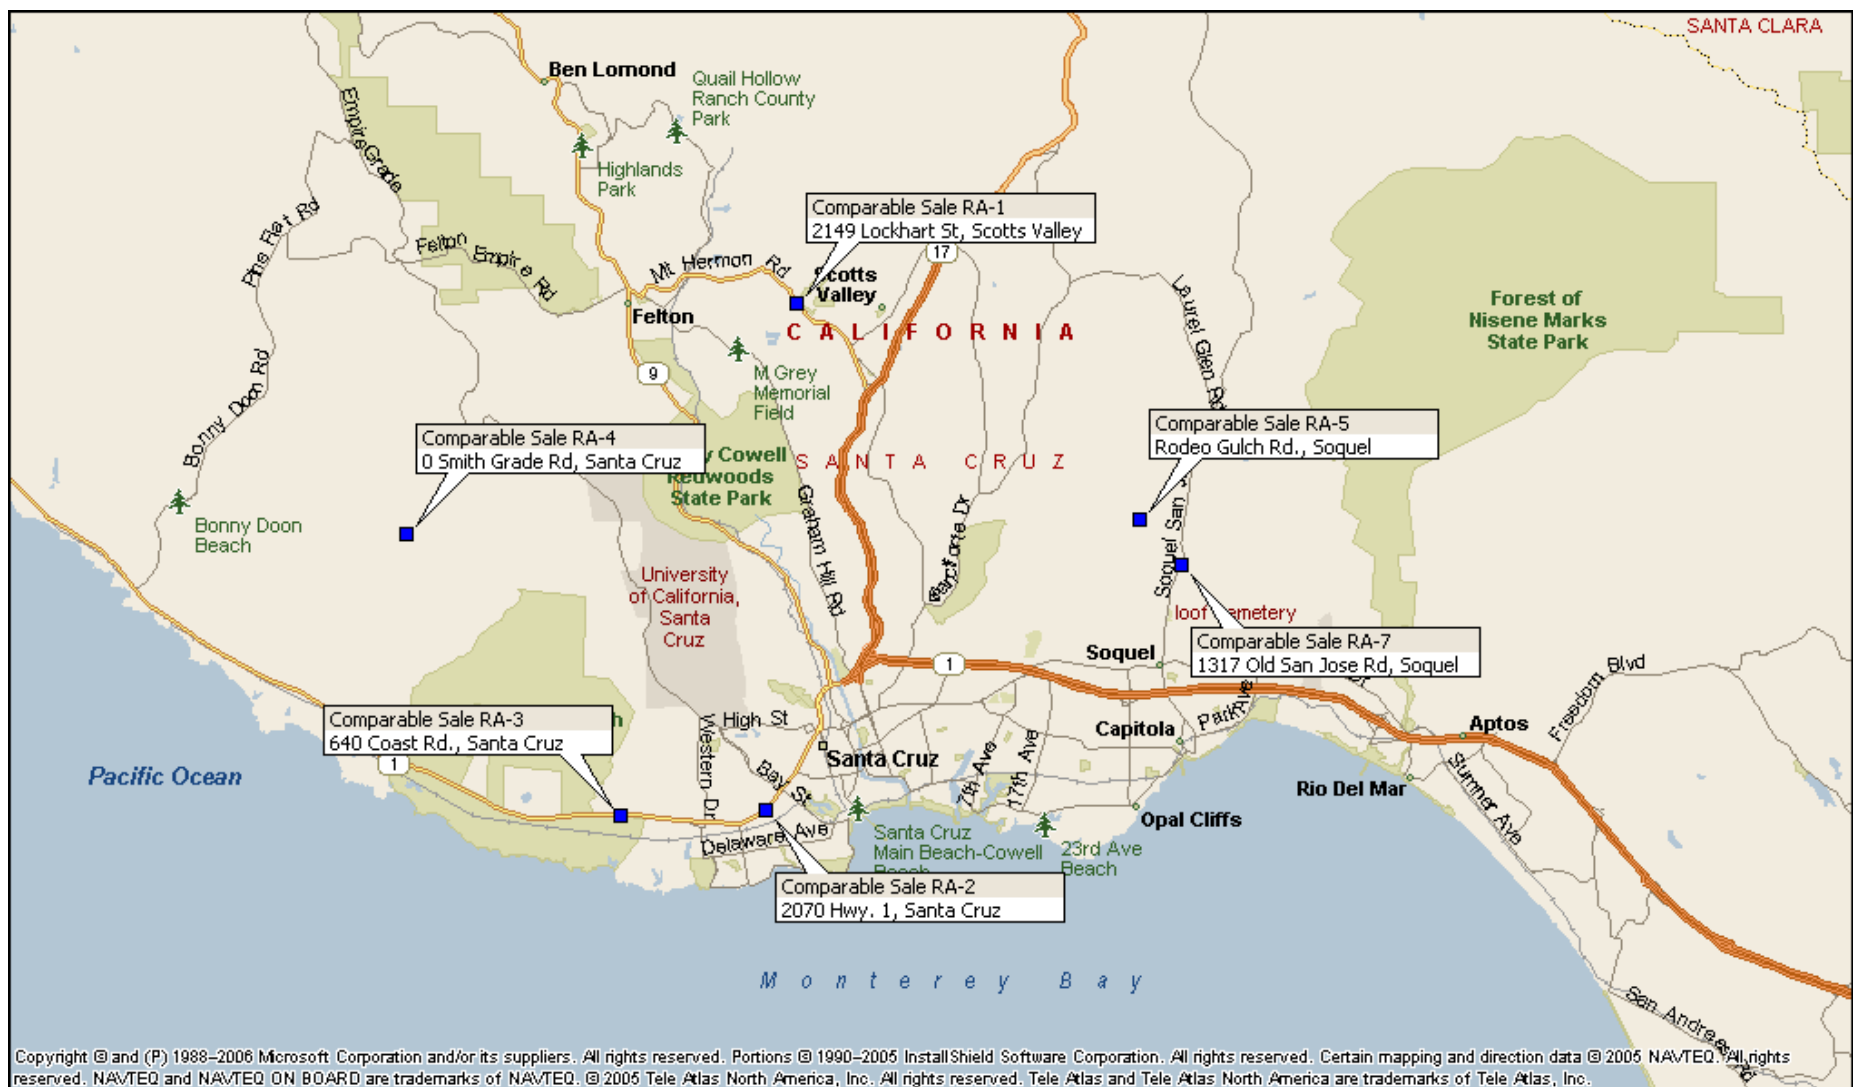 SANTA CLARA
Ben Lomond
Quail Hollow
Ranch County
Park
Empire Grade
Highlands
Park
Pine Flat Rd
Comparable Sale RA-1
2149 Lockhart St, Scotts Valley
17
Felton Empire Rd
Mt Hermon Rd
Scotts
Valley
Laurel Glen Rd
Forest of
Nisene Marks
State Park
Felton
CALIFORNIA
9
M Grey
Memorial
Field
Bonny Doon Rd
Comparable Sale RA-4
0 Smith Grade Rd, Santa Cruz
Comparable Sale RA-5
Rodeo Gulch Rd., Soquel
Cowell
Redwoods
State Park
SANTA CRUZ
Graham Hill Rd
Dr
Soquel San
Bonny Doon
Beach
University
of California,
Santa
Cruz
Comparable Sale RA-7
1317 Old San Jose Rd, Soquel
Soquel
1
Freedom Blvd
Comparable Sale RA-3
640 Coast Rd., Santa Cruz
1
High St
Western Dr
Bay St
Santa Cruz
7th Ave
17th Ave
Capitola
Park Ave
Aptos
Pacific Ocean
Rio Del Mar
Summer Ave
Delaware Ave
Opal Cliffs
Santa Cruz
Main Beach-Cowell
Beach
23rd Ave
Beach
Comparable Sale RA-2
2070 Hwy. 1, Santa Cruz
Monterey Bay
San Andreas Rd
Copyright © and (P) 1988–2006 Microsoft Corporation and/or its suppliers. All rights reserved. Portions © 1990–2005 InstallShield Software Corporation. All rights reserved. Certain mapping and direction data © 2005 NAVTEQ. All rights
reserved. NAVTEQ and NAVTEQ ON BOARD are trademarks of NAVTEQ. © 2005 Tele Atlas North America, Inc. All rights reserved. Tele Atlas and Tele Atlas North America are trademarks of Tele Atlas, Inc.